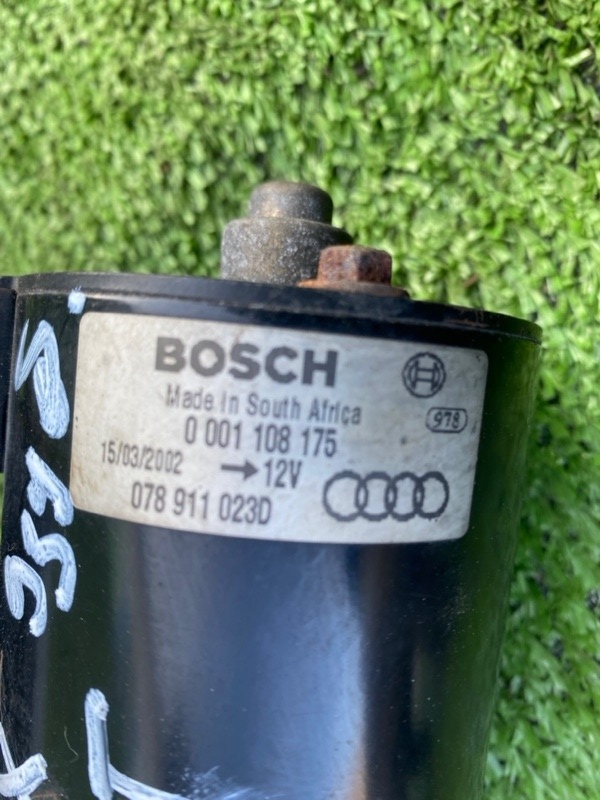 BOSCH
Made in South Africa
978
0 001 108 175
15/03/2002 → 12V
078 911 023D